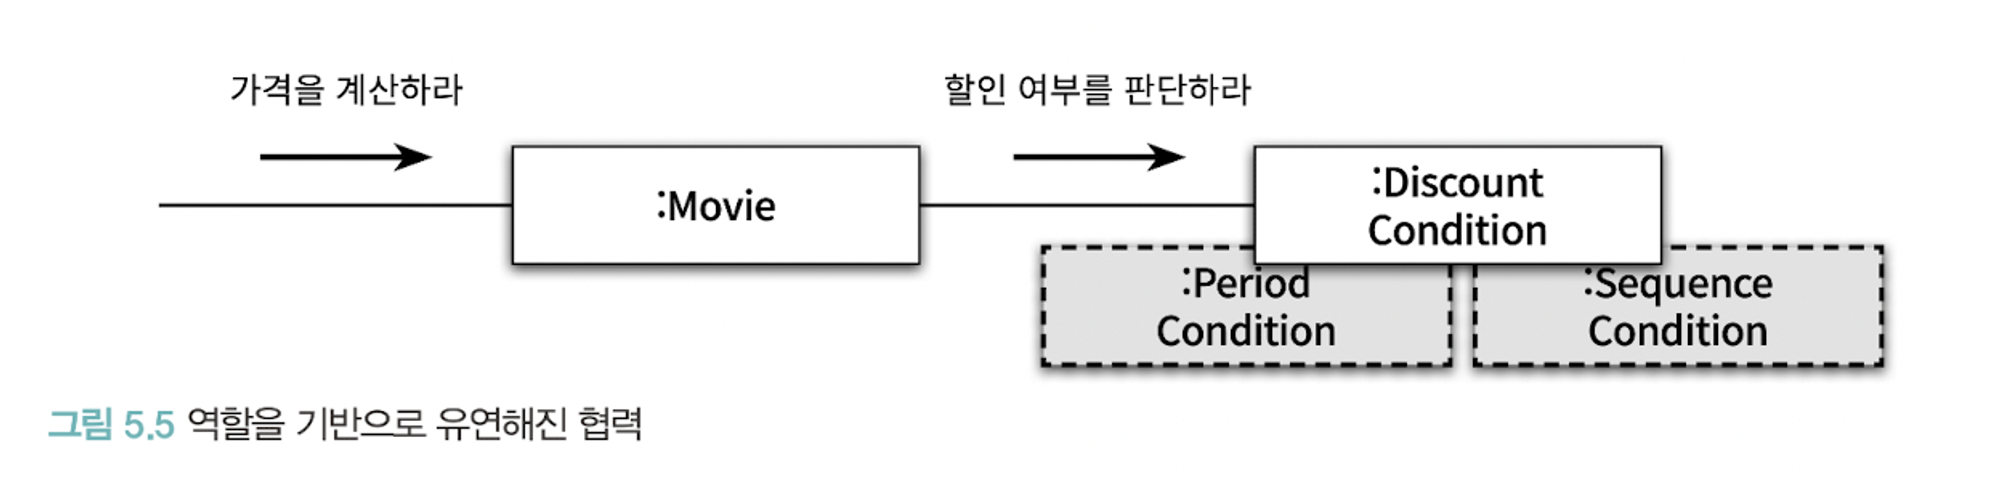 가격을 계산하라
할인 여부를 판단하라
:Movie
:Discount
Condition
:Period
Condition
:Sequence
Condition
그림 5.5 역할을 기반으로 유연해진 협력